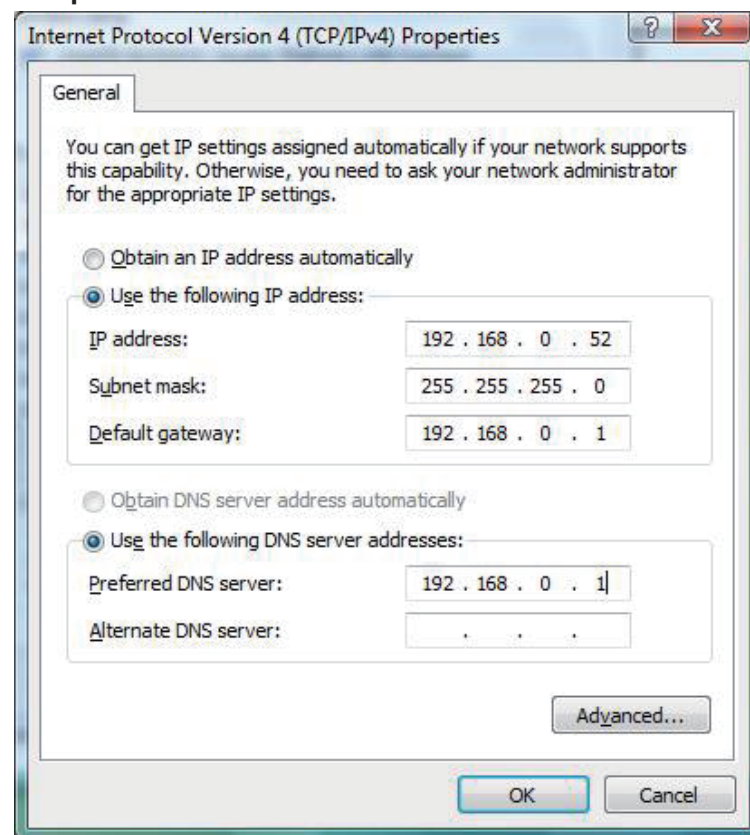 Internet Protocol Version 4 (TCP/IPv4) Properties
General
You can get IP settings assigned automatically if your network supports
this capability. Otherwise, you need to ask your network administrator
for the appropriate IP settings.
Obtain an IP address automatically
Use the following IP address:
IP address: 192 . 168 . 0 . 52
Subnet mask: 255 . 255 . 255 . 0
Default gateway: 192 . 168 . 0 . 1
Obtain DNS server address automatically
Use the following DNS server addresses:
Preferred DNS server: 192 . 168 . 0 . 1
Alternate DNS server: . . .
Advanced...
OK Cancel